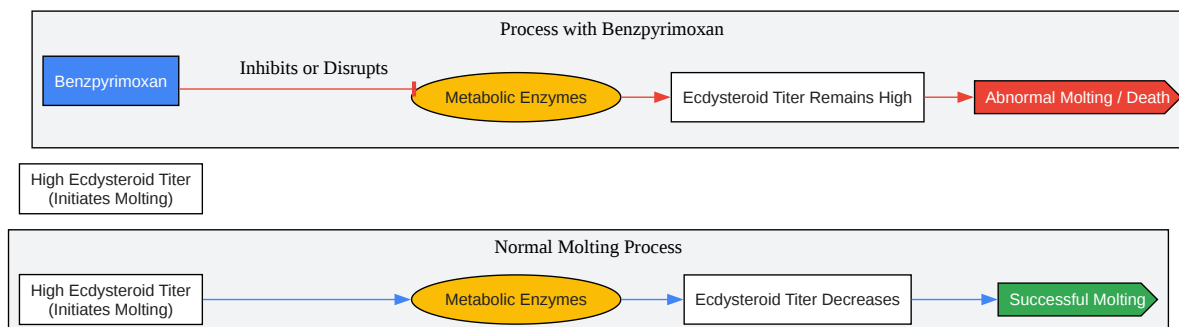 Process with Benzpyrimoxan
Benzpyrimoxan
Inhibits or Disrupts
Metabolic Enzymes
Ecdysteroid Titer Remains High
Abnormal Molting / Death
High Ecdysteroid Titer
(Initiates Molting)
Normal Molting Process
High Ecdysteroid Titer
(Initiates Molting)
Metabolic Enzymes
Ecdysteroid Titer Decreases
Successful Molting